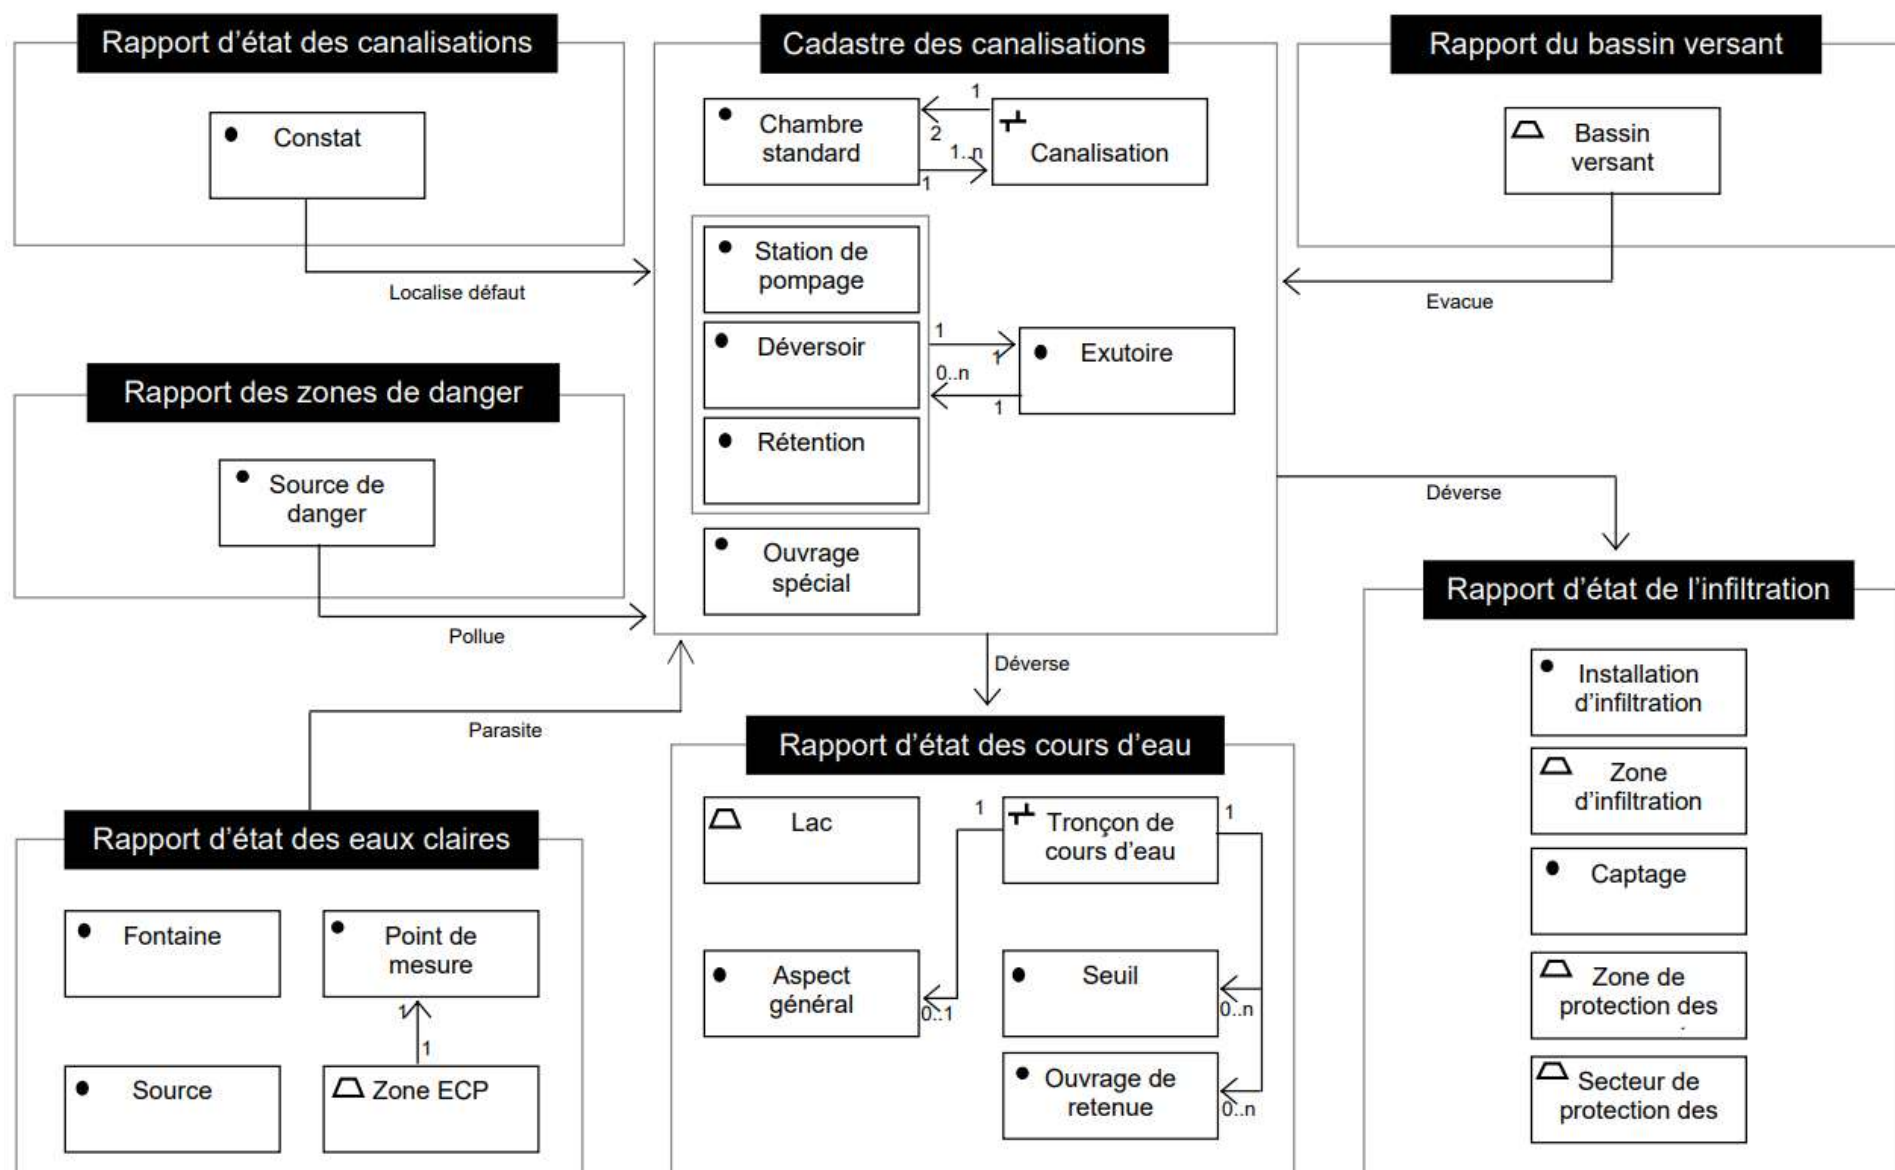 Rapport d'état des canalisations
Constat
Localise défaut
Cadastre des canalisations
Chambre
standard
1
2
Canalisation
1..n
1
Station de
pompage
Déversoir
Rétention
1
1
0..n
1
Exutoire
Ouvrage
spécial
Rapport du bassin versant
Bassin
versant
Evacue
Rapport des zones de danger
Source de
danger
Pollue
Déverse
Déverse
Parasite
Rapport d'état des eaux claires
Fontaine
Point de
mesure
1
1
Source
Zone ECP
Rapport d'état des cours d'eau
Lac
1
Tronçon de
cours d'eau
1
Aspect
général
0..1
Seuil
0..n
Ouvrage de
retenue
0..n
Rapport d'état de l'infiltration
Installation
d'infiltration
Zone
d'infiltration
Captage
Zone de
protection des
Secteur de
protection des